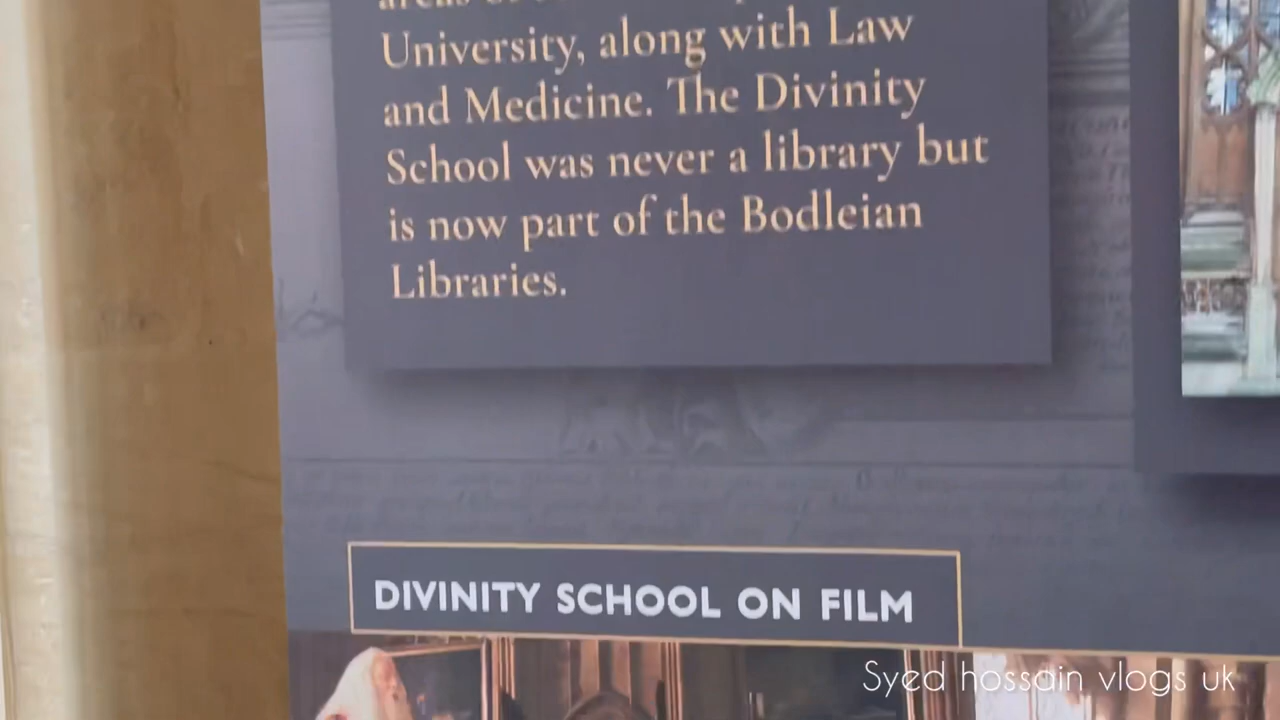 University, along with Law
and Medicine. The Divinity
School was never a library but
is now part of the Bodleian
Libraries.
DIVINITY SCHOOL ON FILM
Syed hossain vlogs uk